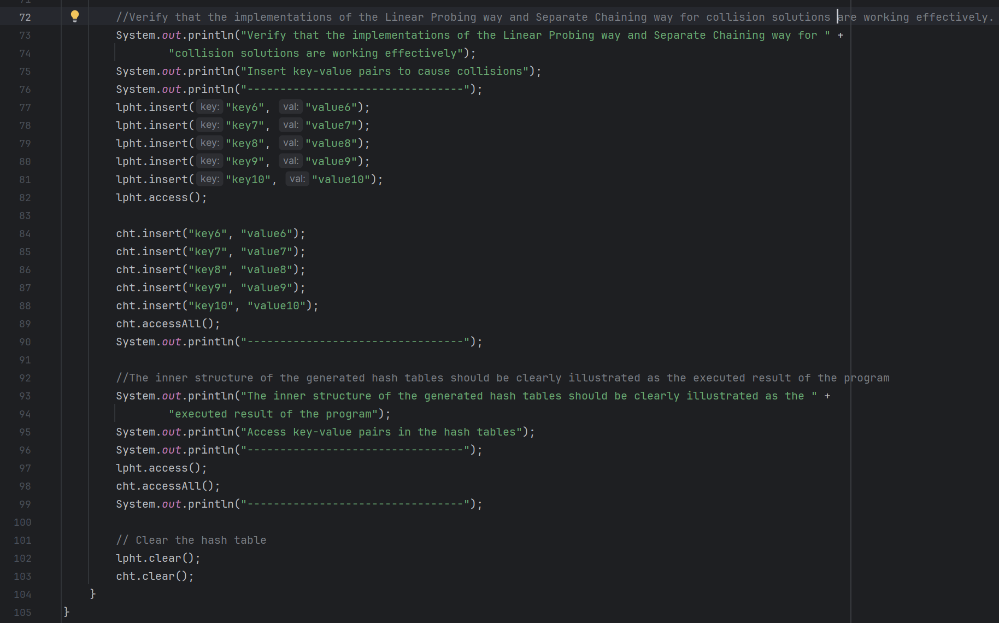 71
72 //Verify that the implementations of the Linear Probing way and Separate Chaining way for collision solutions are working effectively.
73 System.out.println("Verify that the implementations of the Linear Probing way and Separate Chaining way for " +
74 "collision solutions are working effectively");
75 System.out.println("Insert key-value pairs to cause collisions");
76 System.out.println("---------------------------------");
77 lpht.insert( key: "key6", val: "value6");
78 lpht.insert( key: "key7", val: "value7");
79 lpht.insert( key: "key8", val: "value8");
80 lpht.insert( key: "key9", val: "value9");
81 lpht.insert( key: "key10", val: "value10");
82 lpht.access();
83
84 cht.insert("key6", "value6");
85 cht.insert("key7", "value7");
86 cht.insert("key8", "value8");
87 cht.insert("key9", "value9");
88 cht.insert("key10", "value10");
89 cht.accessAll();
90 System.out.println("---------------------------------");
91
92 //The inner structure of the generated hash tables should be clearly illustrated as the executed result of the program
93 System.out.println("The inner structure of the generated hash tables should be clearly illustrated as the " +
94 "executed result of the program");
95 System.out.println("Access key-value pairs in the hash tables");
96 System.out.println("---------------------------------");
97 lpht.access();
98 cht.accessAll();
99 System.out.println("---------------------------------");
100
101 // Clear the hash table
102 lpht.clear();
103 cht.clear();
104 }
105 }